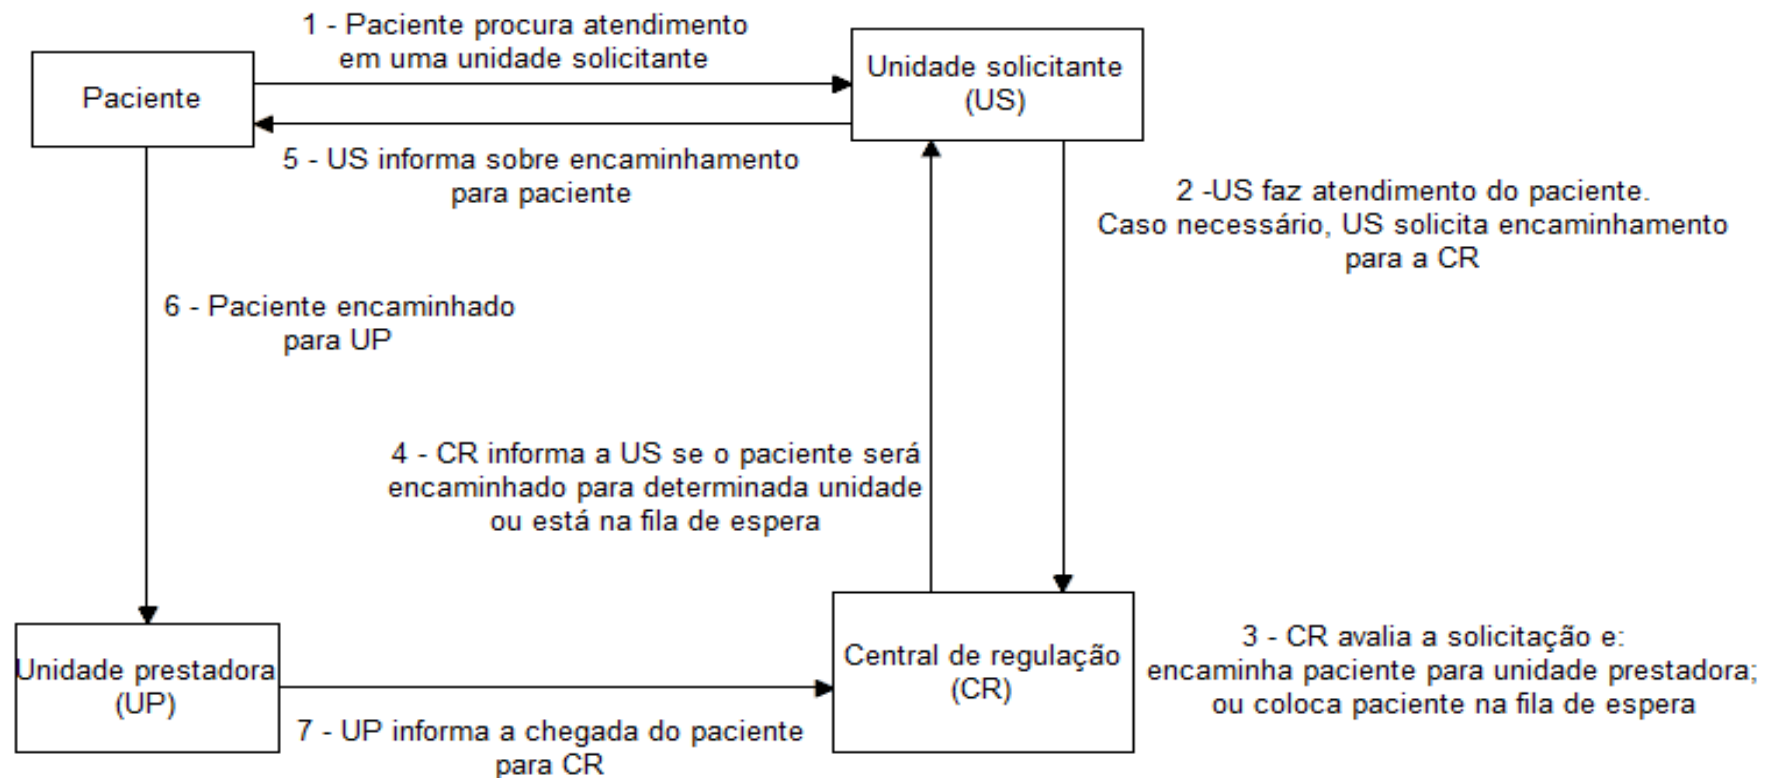 1 - Paciente procura atendimento
em uma unidade solicitante
Paciente
Unidade solicitante
(US)
5 - US informa sobre encaminhamento
para paciente
2 -US faz atendimento do paciente.
Caso necessário, US solicita encaminhamento
para a CR
6 - Paciente encaminhado
para UP
4 - CR informa a US se o paciente será
encaminhado para determinada unidade
ou está na fila de espera
Unidade prestadora
(UP)
Central de regulação
(CR)
3 - CR avalia a solicitação e:
encaminha paciente para unidade prestadora;
ou coloca paciente na fila de espera
7 - UP informa a chegada do paciente
para CR